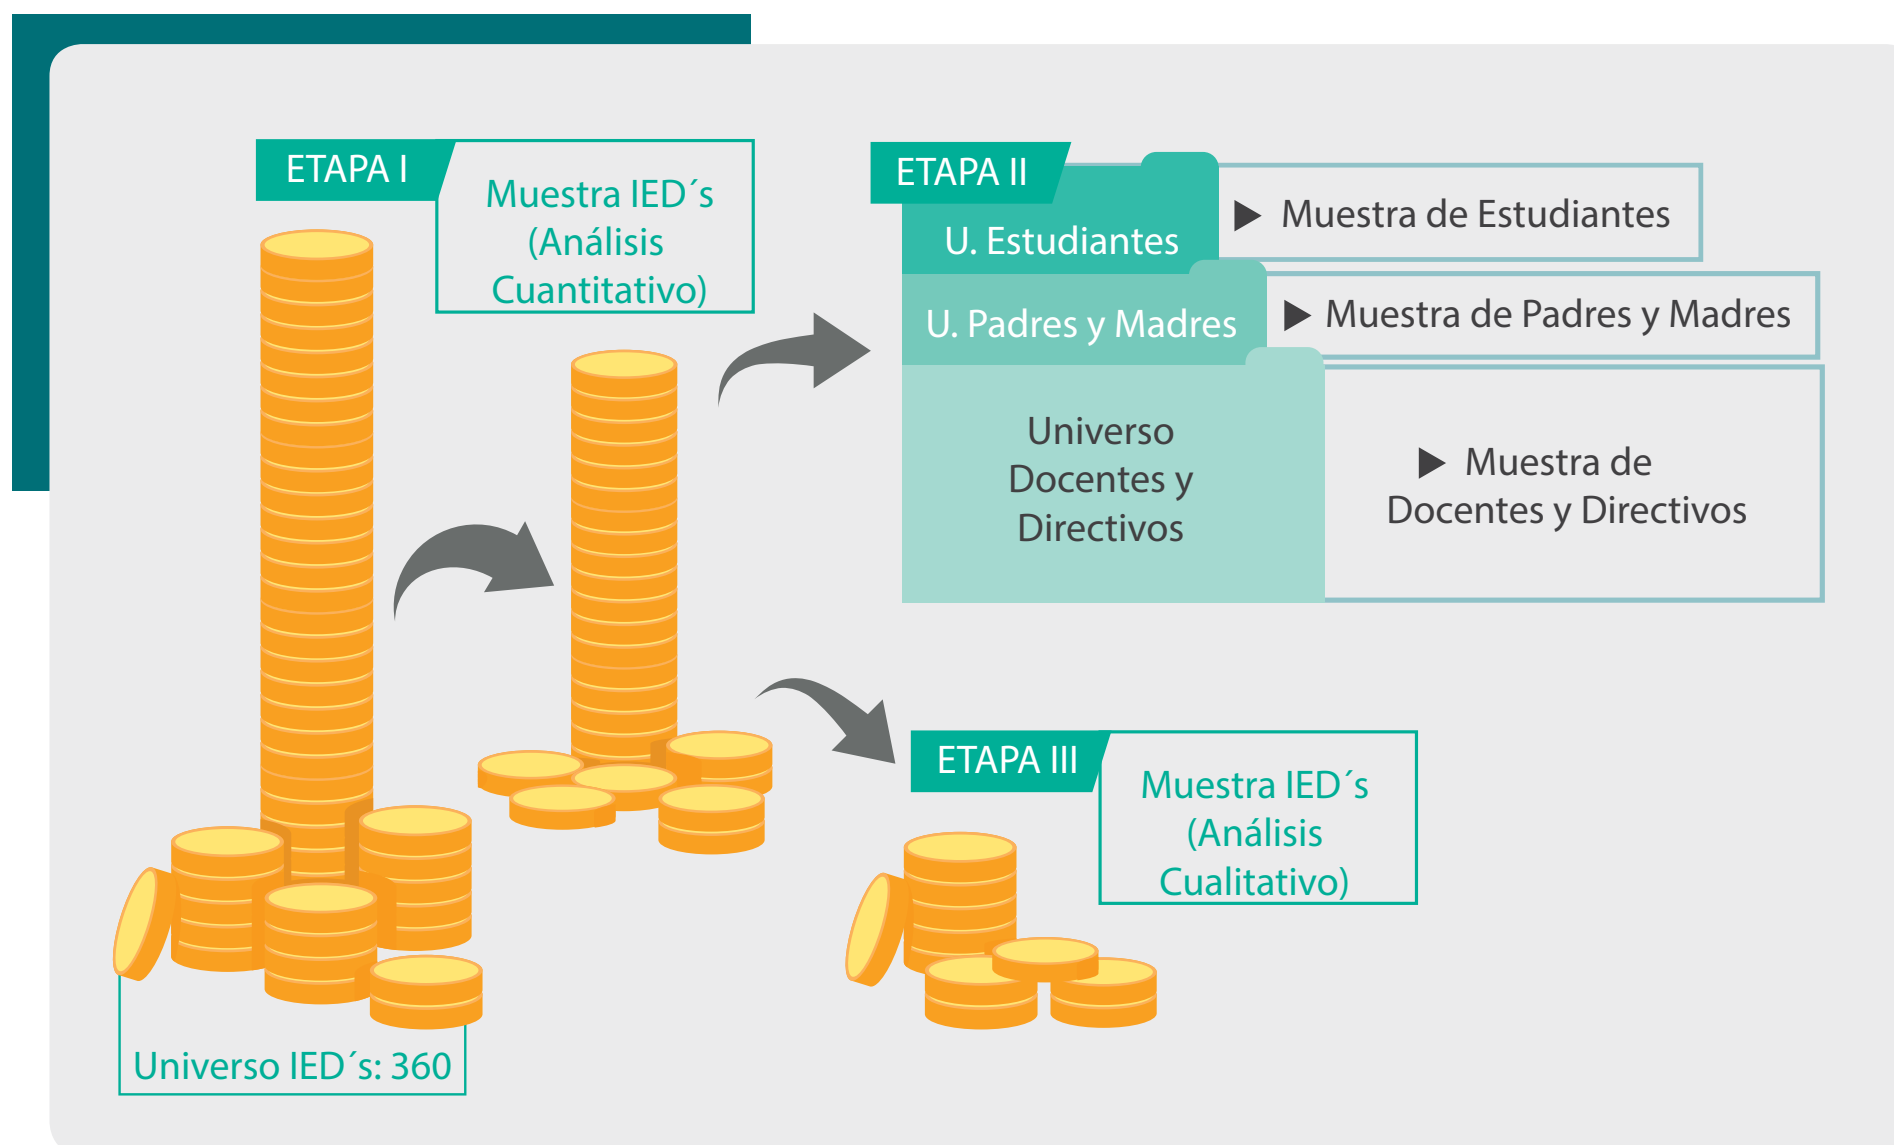 ETAPA I
Muestra IED´s
(Análisis
Cuantitativo)
ETAPA II
U. Estudiantes
▶ Muestra de Estudiantes
U. Padres y Madres
▶ Muestra de Padres y Madres
Universo
Docentes y
Directivos
▶ Muestra de
Docentes y Directivos
ETAPA III
Muestra IED´s
(Análisis
Cualitativo)
Universo IED´s: 360